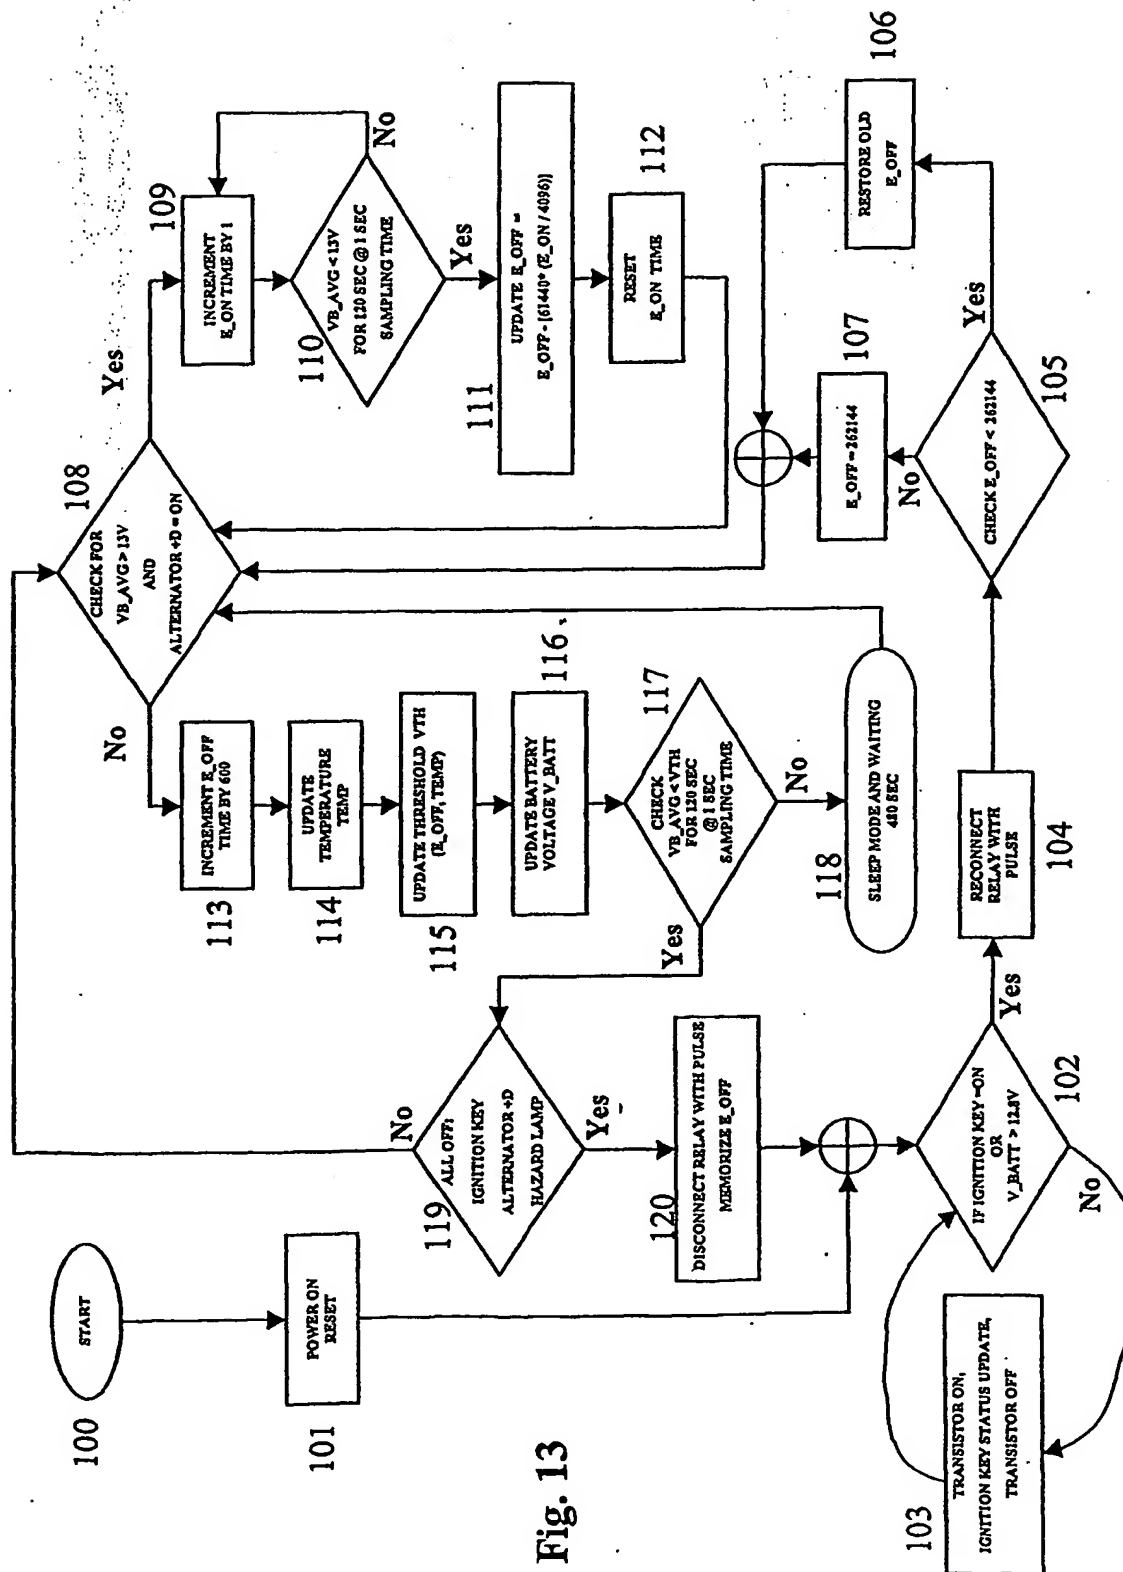 START
100
POWER ON
RESET
101
IF IGNITION KEY =ON
OR
V_BATT > 12.8V
102
Yes
No
TRANSISTOR ON,
IGNITION KEY STATUS UPDATE,
TRANSISTOR OFF
103
RECONNECT
RELAY WITH
PULSE
104
CHECK E_OFF < 262144
105
Yes
No
RESTORE OLD
E_OFF
106
E_OFF = 262144
107
CHECK FOR
VB_AVG > 13V
AND
ALTERNATOR +D = ON
108
Yes
No
INCREMENT
E_ON TIME BY 1
109
VB_AVG < 13V
FOR 120 SEC @ 1 SEC
SAMPLING TIME
110
No
Yes
UPDATE E_OFF =
E_OFF - [61440* (E_ON / 4096)]
111
RESET
E_ON TIME
112
INCREMENT E_OFF
TIME BY 600
113
UPDATE
TEMPERATURE
TEMP
114
UPDATE THRESHOLD VTH
(E_OFF, TEMP)
115
UPDATE BATTERY
VOLTAGE V_BATT
116
CHECK
VB_AVG < VTH
FOR 120 SEC
@ 1 SEC
SAMPLING TIME
117
Yes
No
SLEEP MODE AND WAITING
480 SEC
118
ALL OFF:
IGNITION KEY
ALTERNATOR +D
HAZARD LAMP
119
No
Yes
DISCONNECT RELAY WITH PULSE
MEMORIZE E_OFF
120
Fig. 13